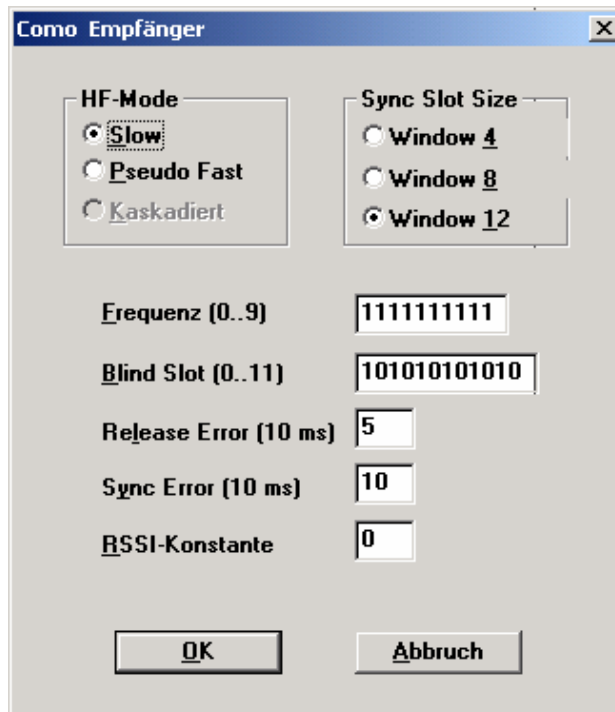 Como Empfänger
HF-Mode
Slow
Pseudo Fast
Kaskadiert
Sync Slot Size
Window 4
Window 8
Window 12
Frequenz (0..9) 1111111111
Blind Slot (0..11) 101010101010
Release Error (10 ms) 5
Sync Error (10 ms) 10
RSSI-Konstante 0
OK Abbruch